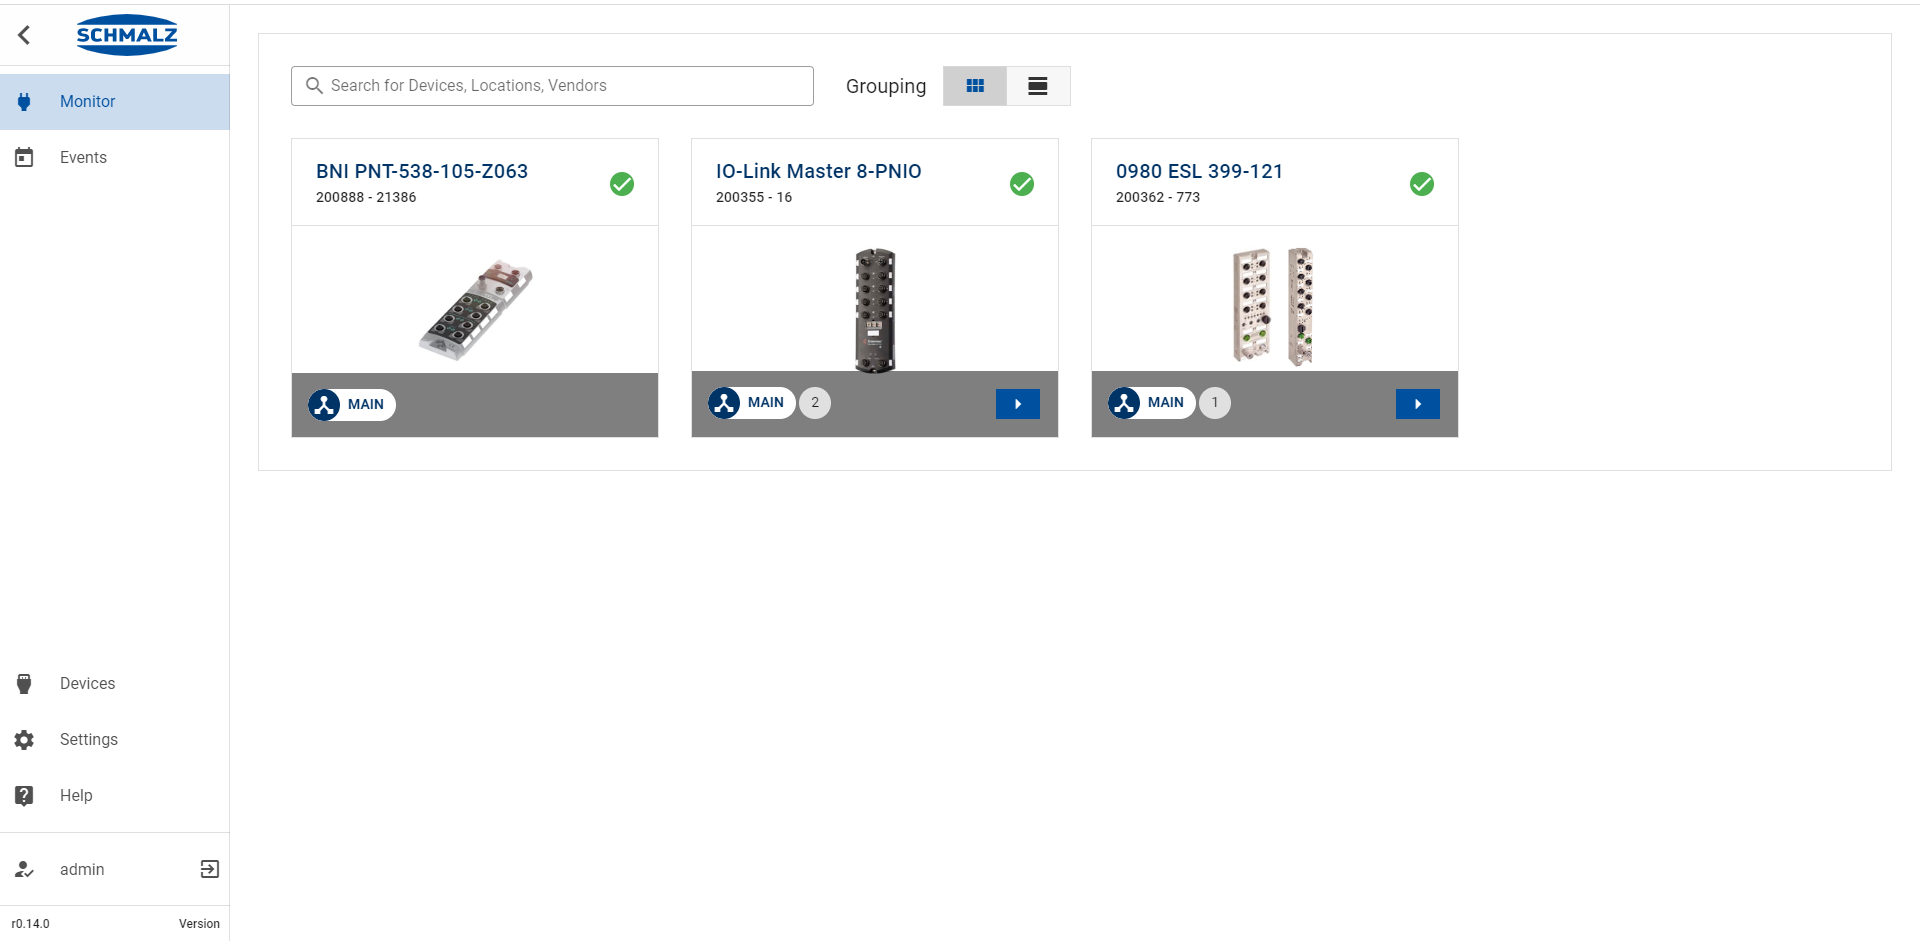 SCHMALZ
Monitor
Events
Devices
Settings
Help
admin
r0.14.0 Version
Search for Devices, Locations, Vendors
Grouping
BNI PNT-538-105-Z063
200888 - 21386
MAIN
IO-Link Master 8-PNIO
200355 - 16
MAIN 2
0980 ESL 399-121
200362 - 773
MAIN 1